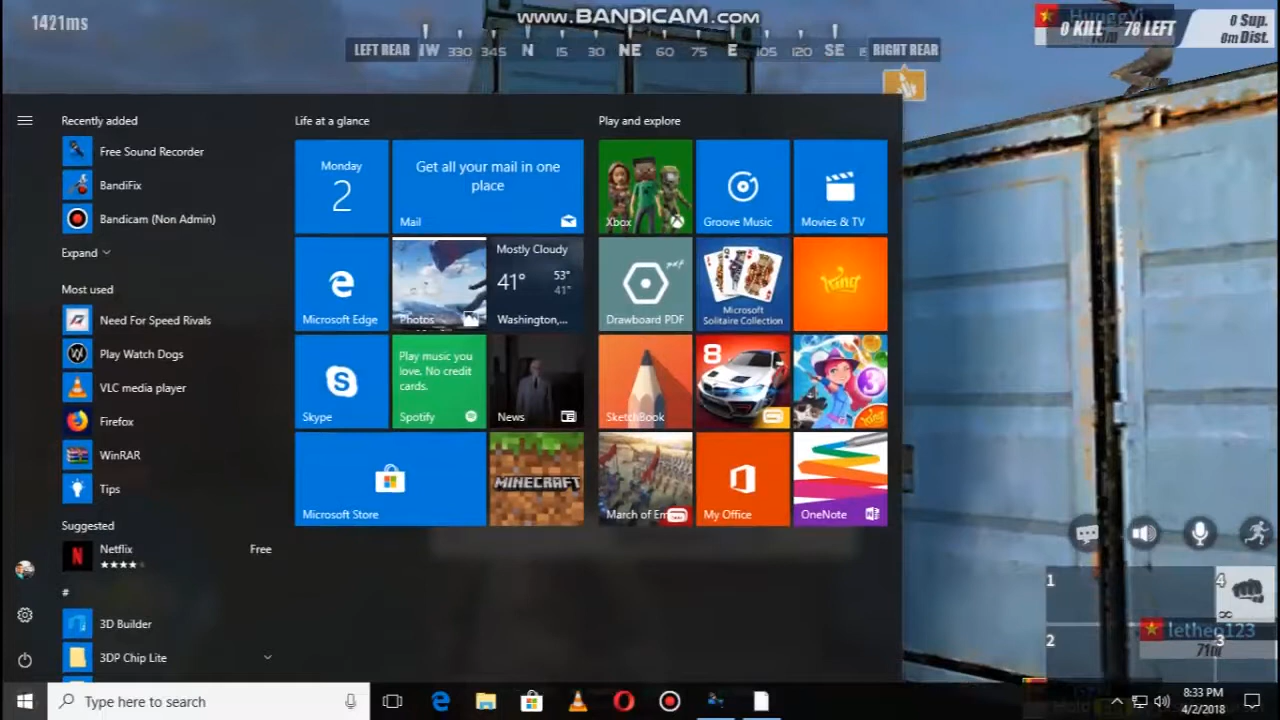 1421ms
www.BANDICAM.com
LEFT REAR IW 330 345 N 15 30 NE 60 75 E 105 120 SE RIGHT REAR
0 KILL 78 LEFT
0 Sup.
0m Dist.
Recently added
Free Sound Recorder
BandiFix
Bandicam (Non Admin)
Expand
Most used
Need For Speed Rivals
Play Watch Dogs
VLC media player
Firefox
WinRAR
Tips
Suggested
Netflix Free
#
3D Builder
3DP Chip Lite
Life at a glance
Monday
2
Get all your mail in one
place
Mail
Microsoft Edge
Photos
Mostly Cloudy
41° 53°
41°
Washington,...
Skype
Play music you
love. No credit
cards.
Spotify
News
Microsoft Store
MINECRAFT
Play and explore
Xbox
Groove Music
Movies & TV
pdf
Drawboard PDF
Microsoft
Solitaire Collection
King
SketchBook
8
3
King
March of Em
My Office
OneNote
1
4
2
3
letheo123
71m
Type here to search
8:33 PM
4/2/2018